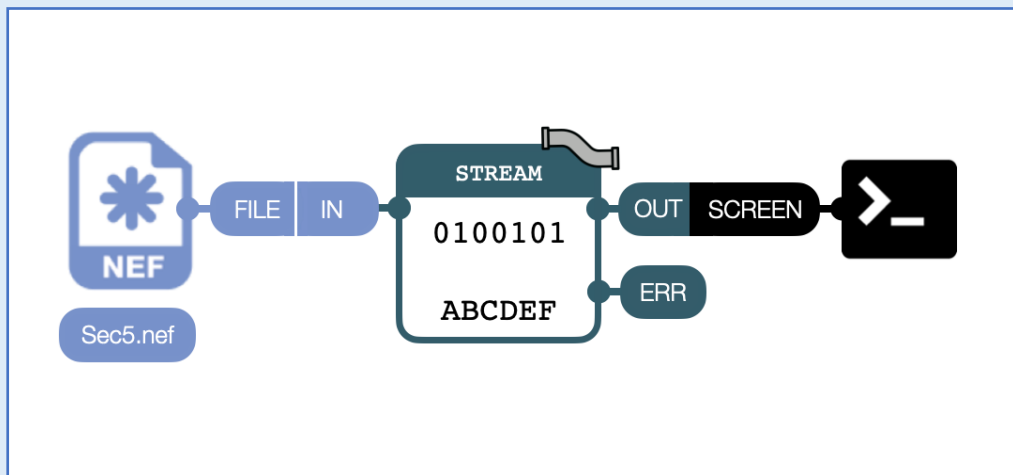 NEF
Sec5.nef
FILE IN
STREAM
0100101
ABCDEF
OUT SCREEN
ERR
>_